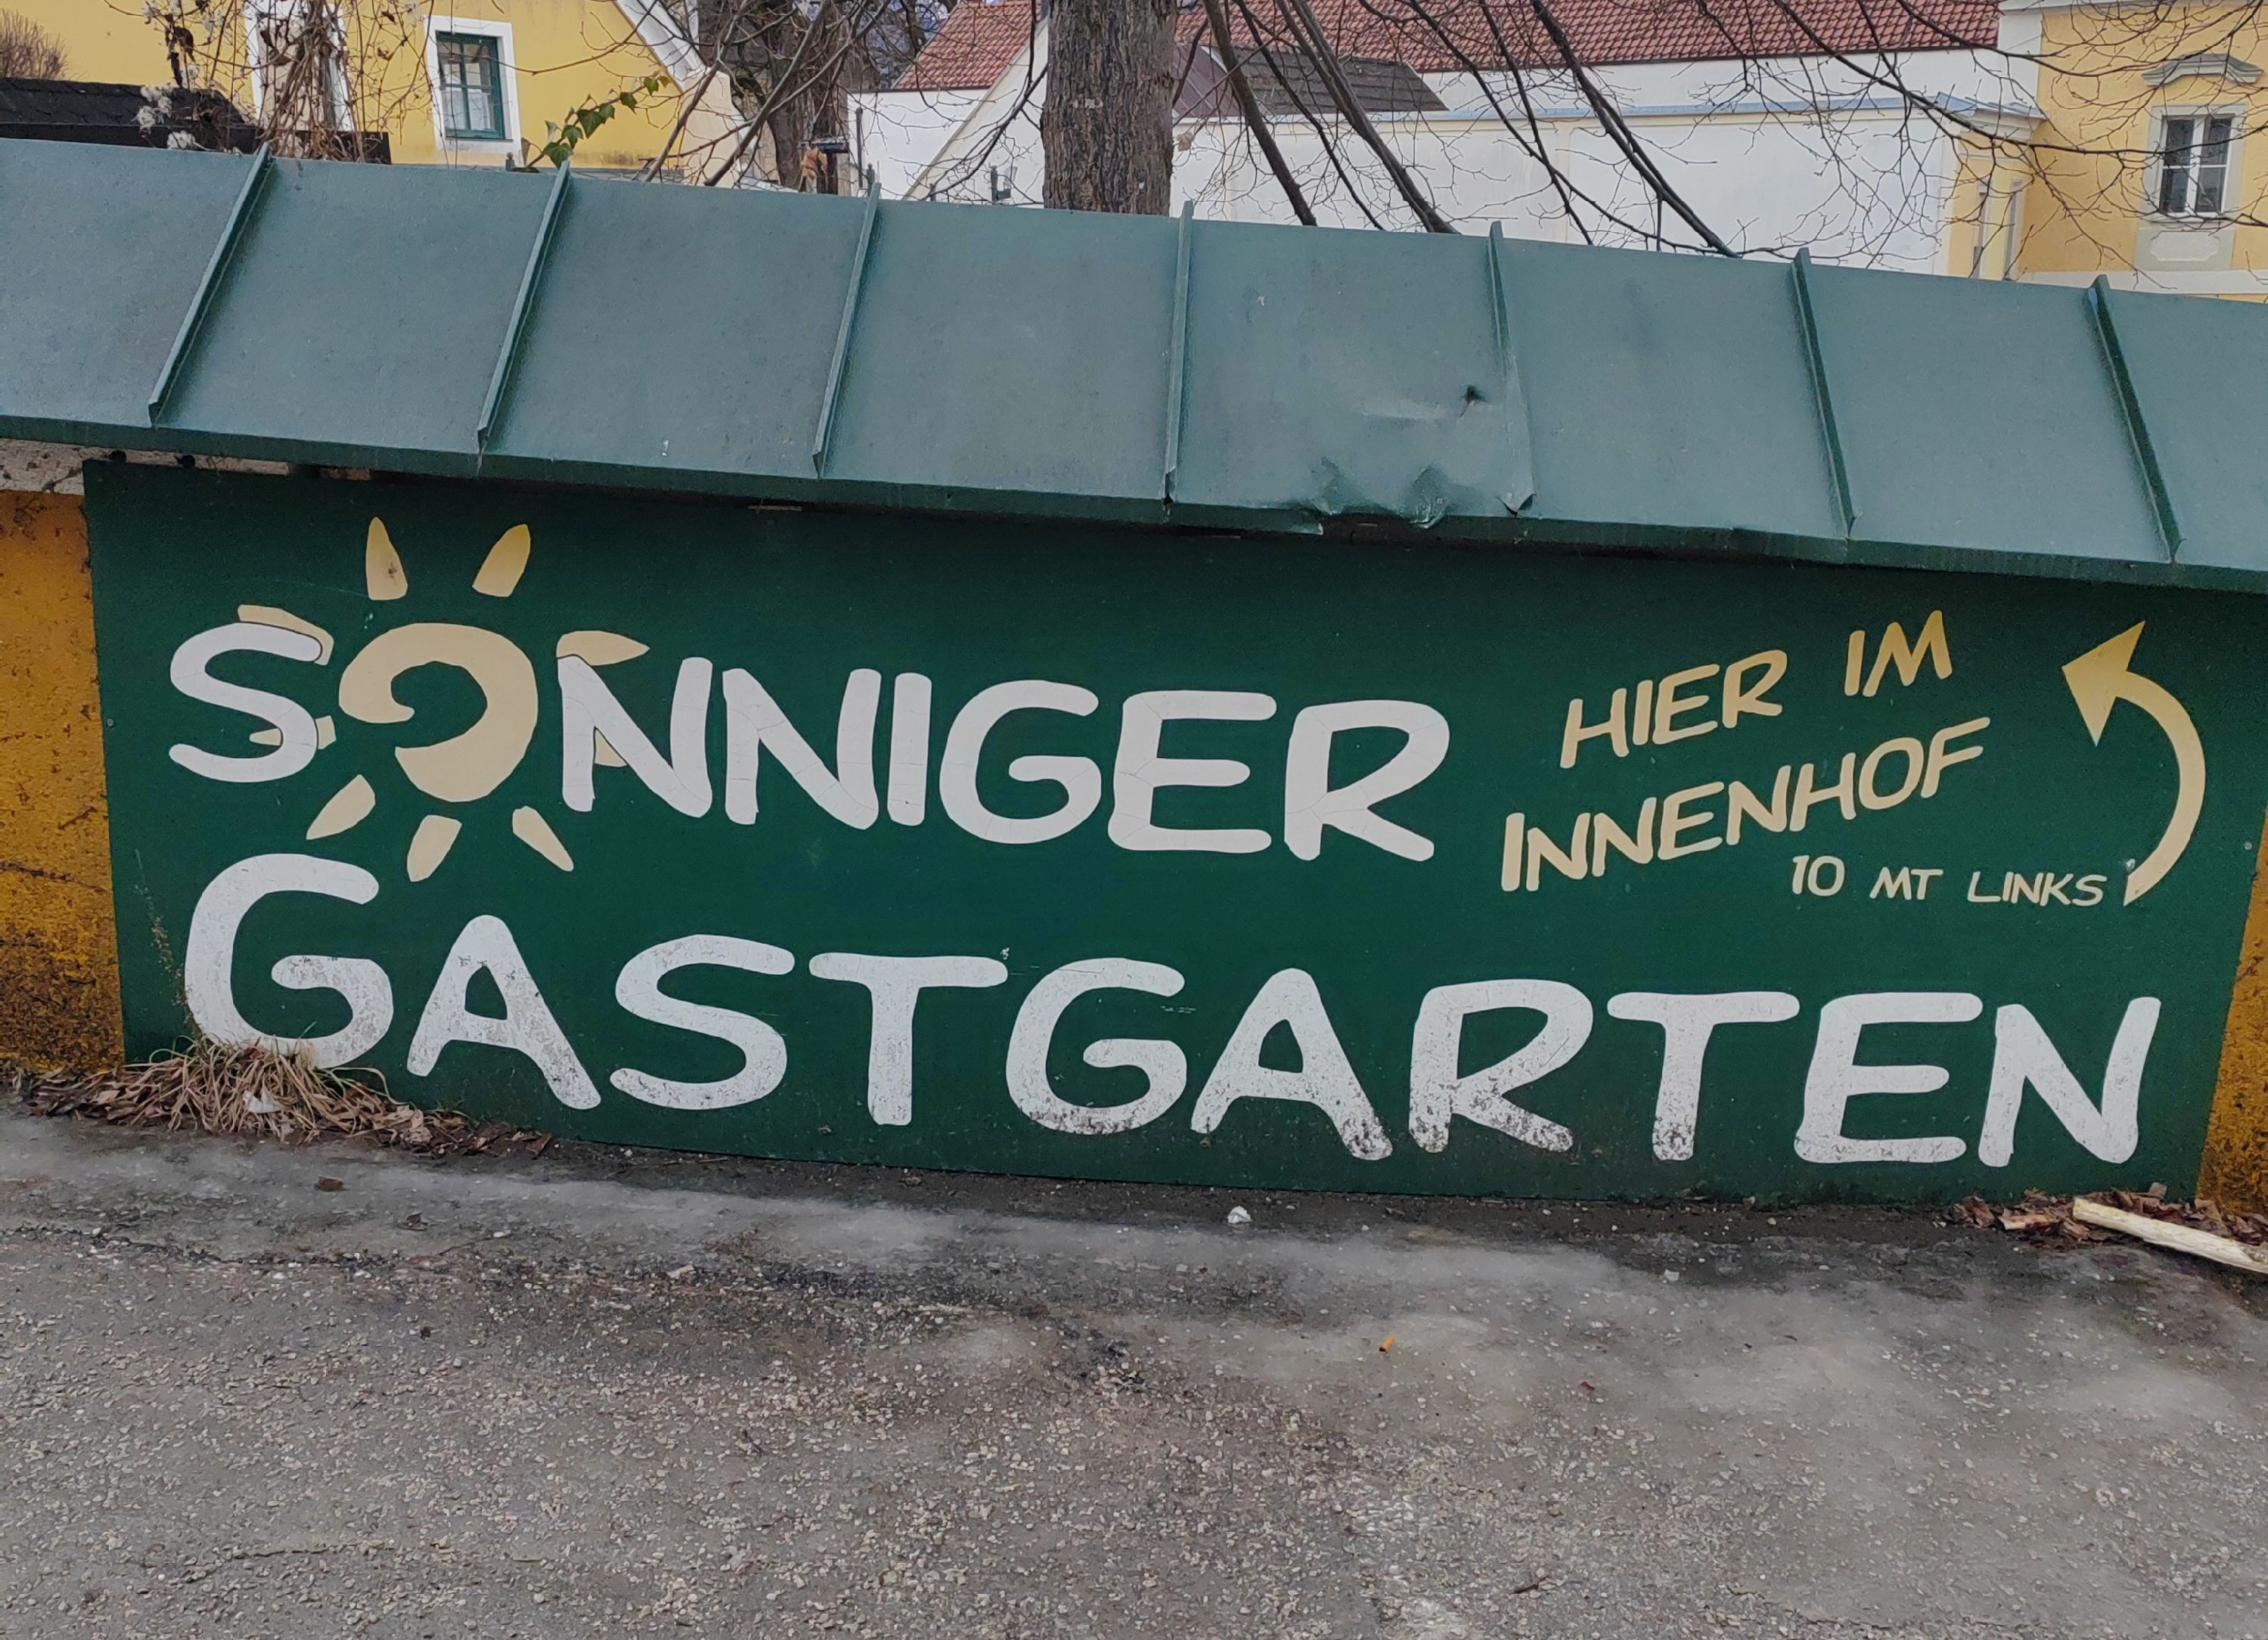 SONNIGER
GASTGARTEN
HIER IM
INNENHOF
10 MT LINKS